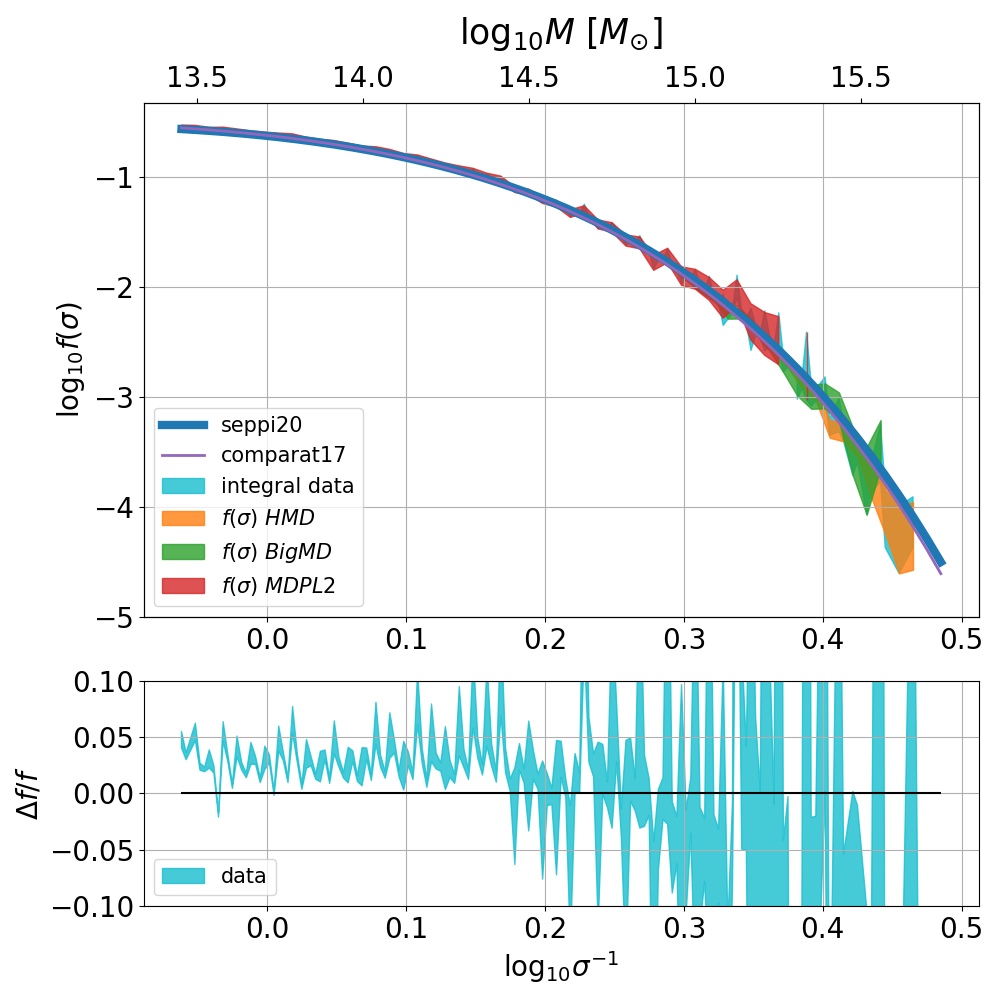 log₁₀M [M⊙]
13.5 14.0 14.5 15.0 15.5
log₁₀f(σ)
−1
−2
−3
−4
−5
seppi20
comparat17
integral data
f(σ) HMD
f(σ) BigMD
f(σ) MDPL2
0.0 0.1 0.2 0.3 0.4 0.5
Δf/f
0.10
0.05
0.00
−0.05
−0.10
data
0.0 0.1 0.2 0.3 0.4 0.5
log₁₀σ⁻¹